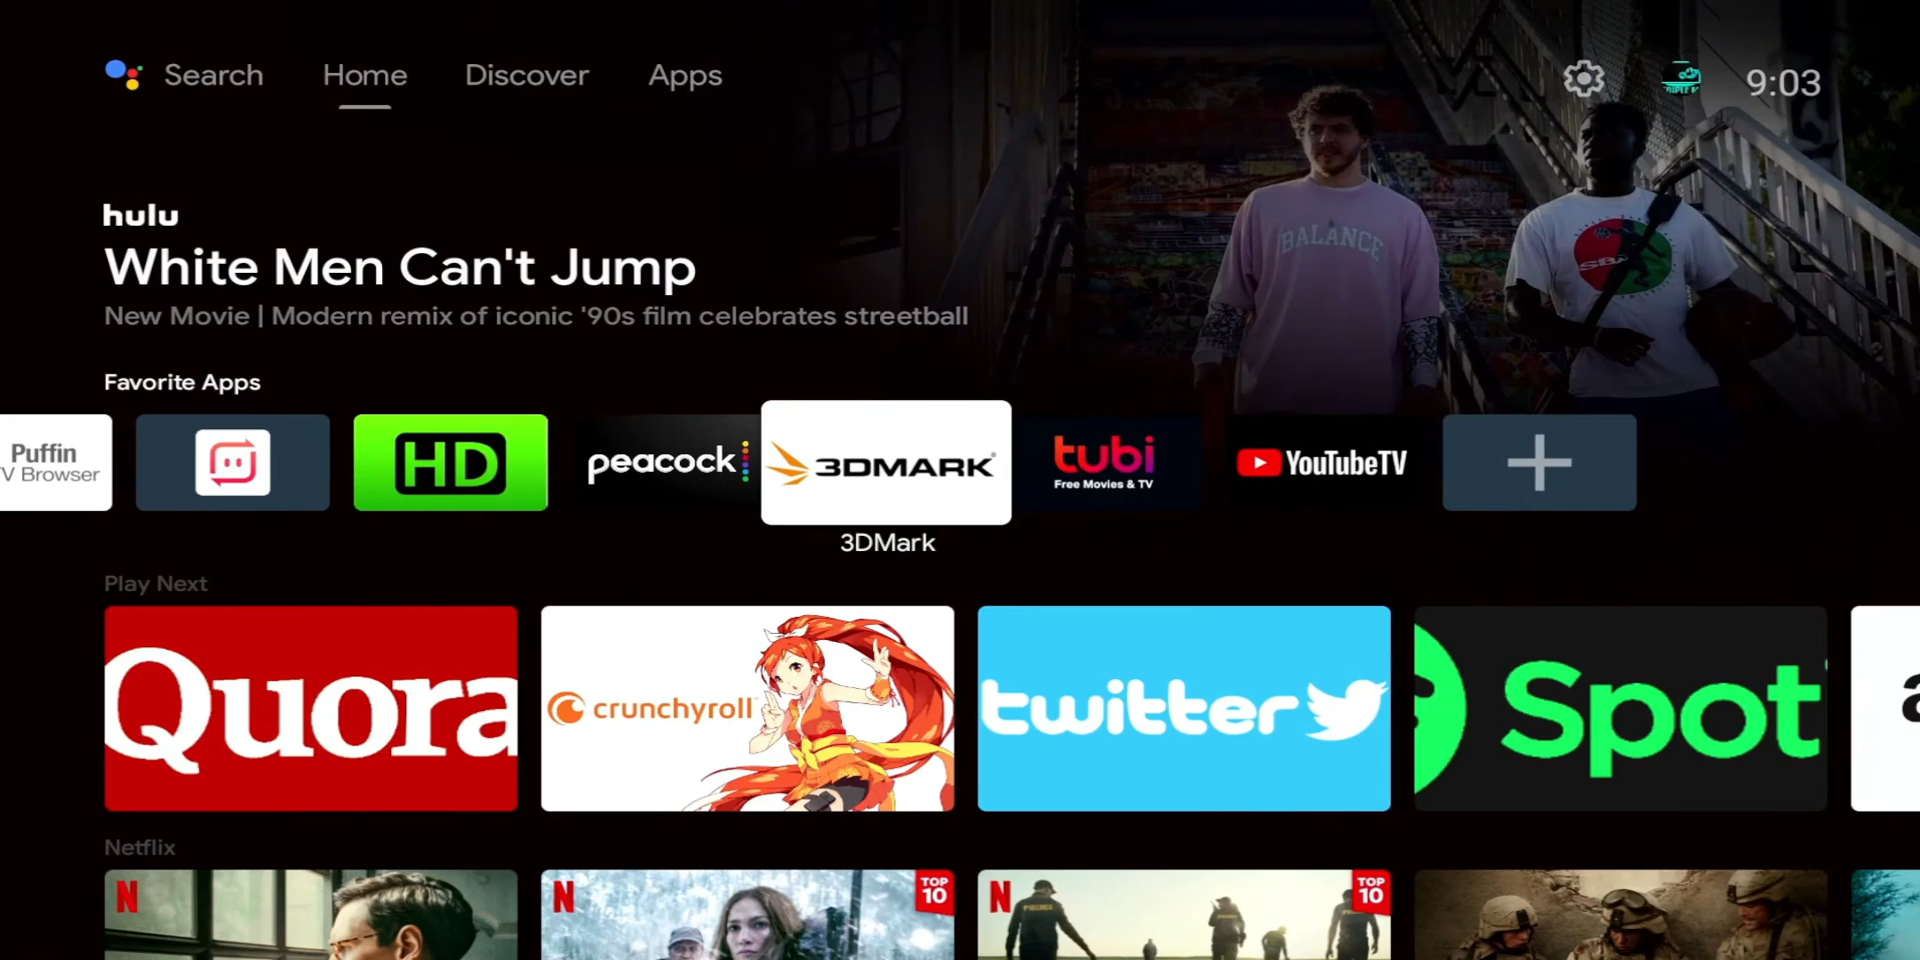 Search Home Discover Apps 9:03
hulu
White Men Can't Jump
New Movie | Modern remix of iconic '90s film celebrates streetball
BALANCE
Favorite Apps
Puffin
V Browser
HD
peacock
3DMARK
tubi
Free Movies & TV
YouTubeTV
3DMark
Play Next
Quora
crunchyroll
twitter
Spot
a
Netflix
N
N
TOP
10
N
TOP
10
POLICE